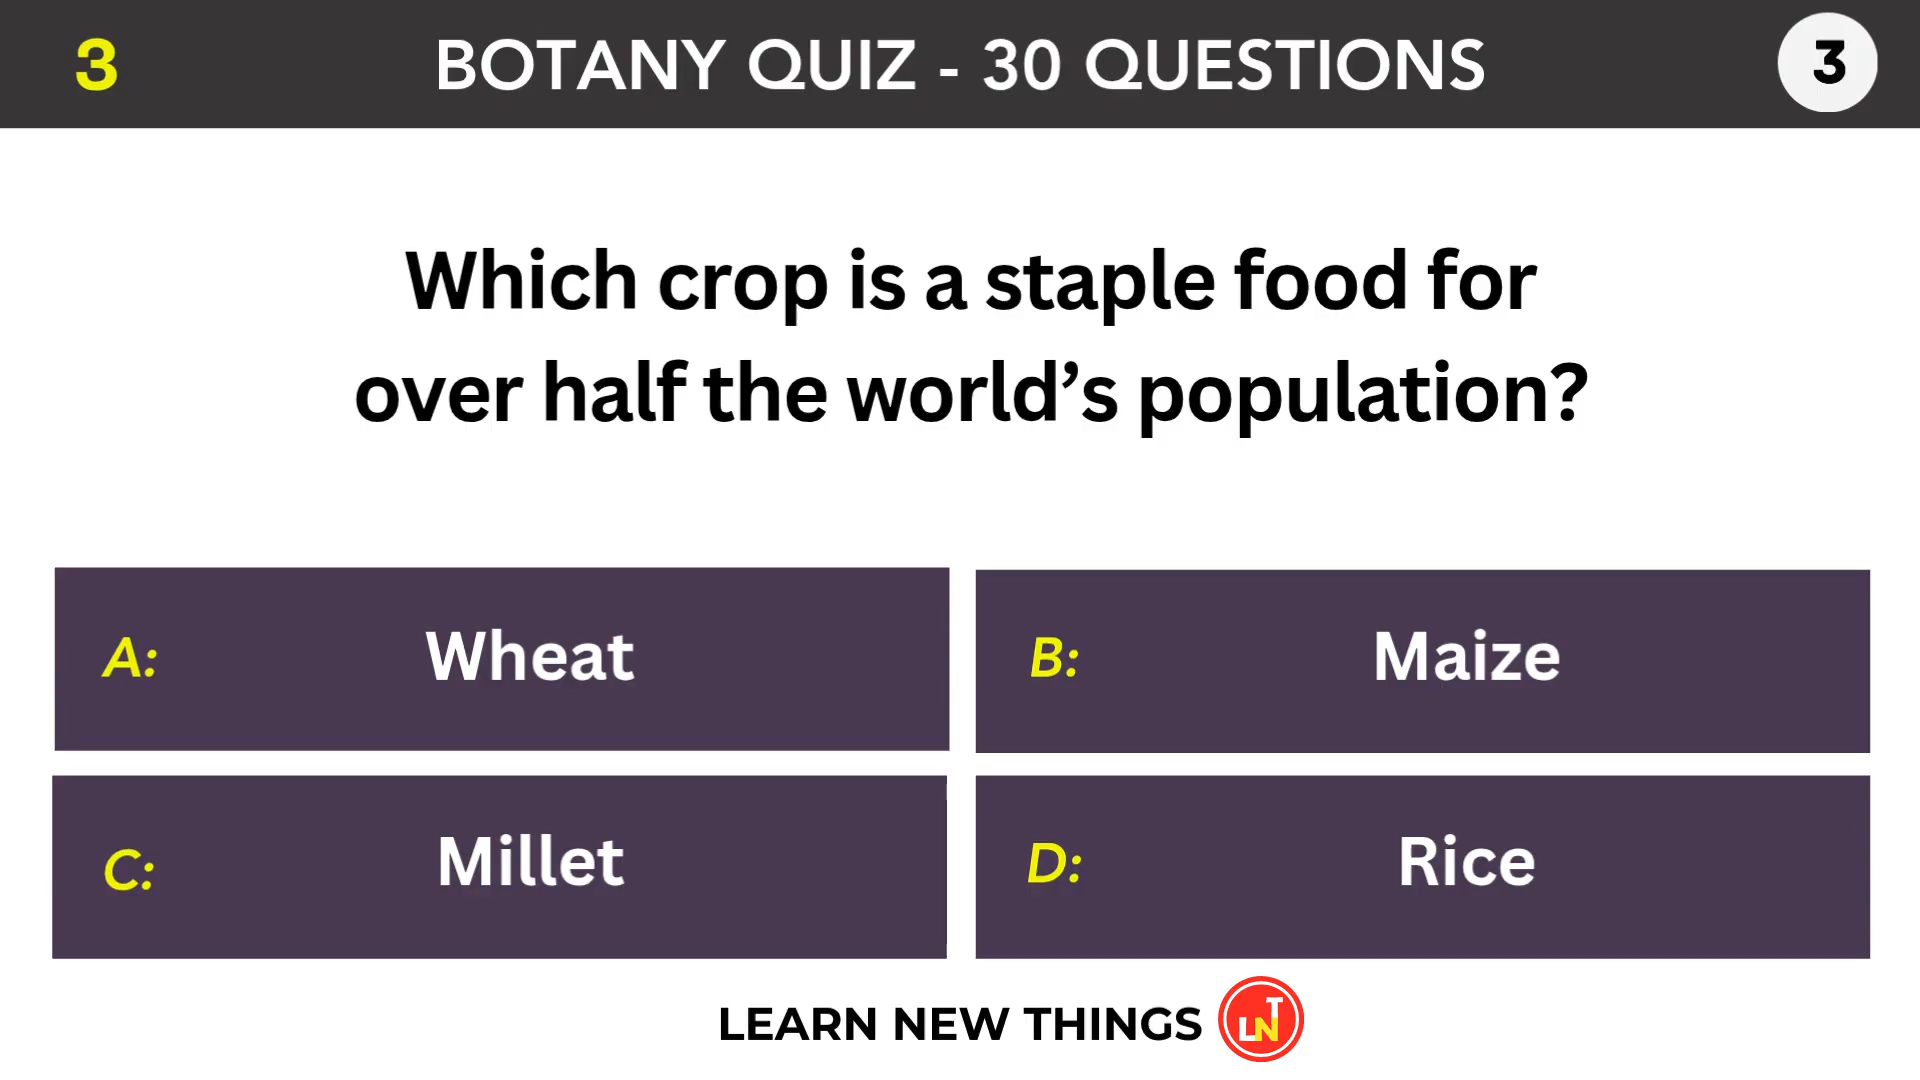 3
BOTANY QUIZ - 30 QUESTIONS
3
Which crop is a staple food for
over half the world’s population?
A: Wheat
B: Maize
C: Millet
D: Rice
LEARN NEW THINGS
LNT